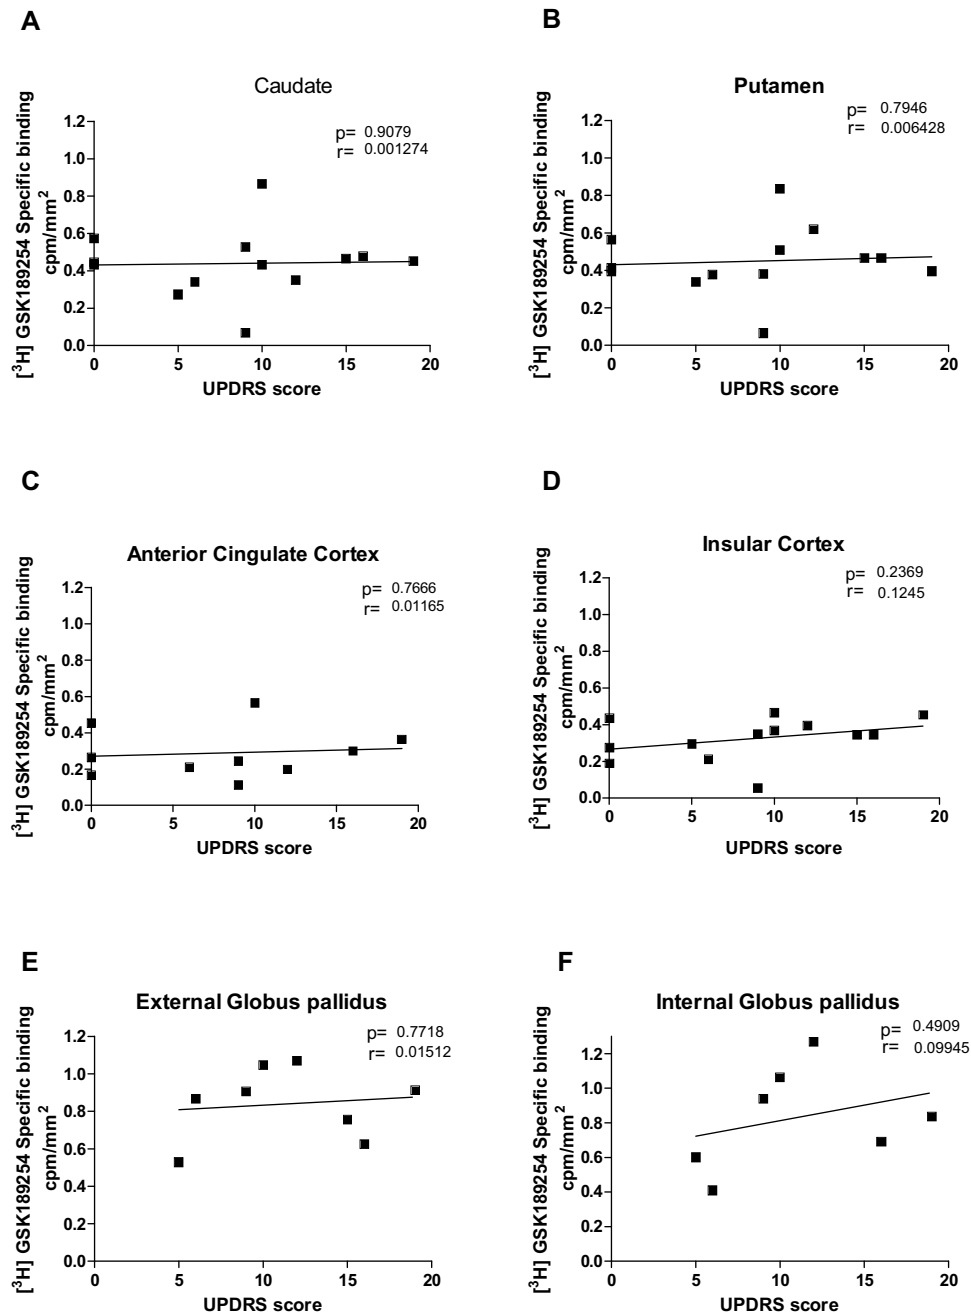 A
Caudate
[³H] GSK189254 Specific binding
cpm/mm²
1.2
1.0
0.8
0.6
0.4
0.2
0.0
p= 0.9079
r= 0.001274
0 5 10 15 20
UPDRS score
B
Putamen
[³H] GSK189254 Specific binding
cpm/mm²
1.2
1.0
0.8
0.6
0.4
0.2
0.0
p= 0.7946
r= 0.006428
0 5 10 15 20
UPDRS score
C
Anterior Cingulate Cortex
[³H] GSK189254 Specific binding
cpm/mm²
1.2
1.0
0.8
0.6
0.4
0.2
0.0
p= 0.7666
r= 0.01165
0 5 10 15 20
UPDRS score
D
Insular Cortex
[³H] GSK189254 Specific binding
cpm/mm²
1.2
1.0
0.8
0.6
0.4
0.2
0.0
p= 0.2369
r= 0.1245
0 5 10 15 20
UPDRS score
E
External Globus pallidus
[³H] GSK189254 Specific binding
cpm/mm²
1.2
1.0
0.8
0.6
0.4
0.2
0.0
p= 0.7718
r= 0.01512
0 5 10 15 20
UPDRS score
F
Internal Globus pallidus
[³H] GSK189254 Specific binding
cpm/mm²
1.2
1.0
0.8
0.6
0.4
0.2
0.0
p= 0.4909
r= 0.09945
0 5 10 15 20
UPDRS score